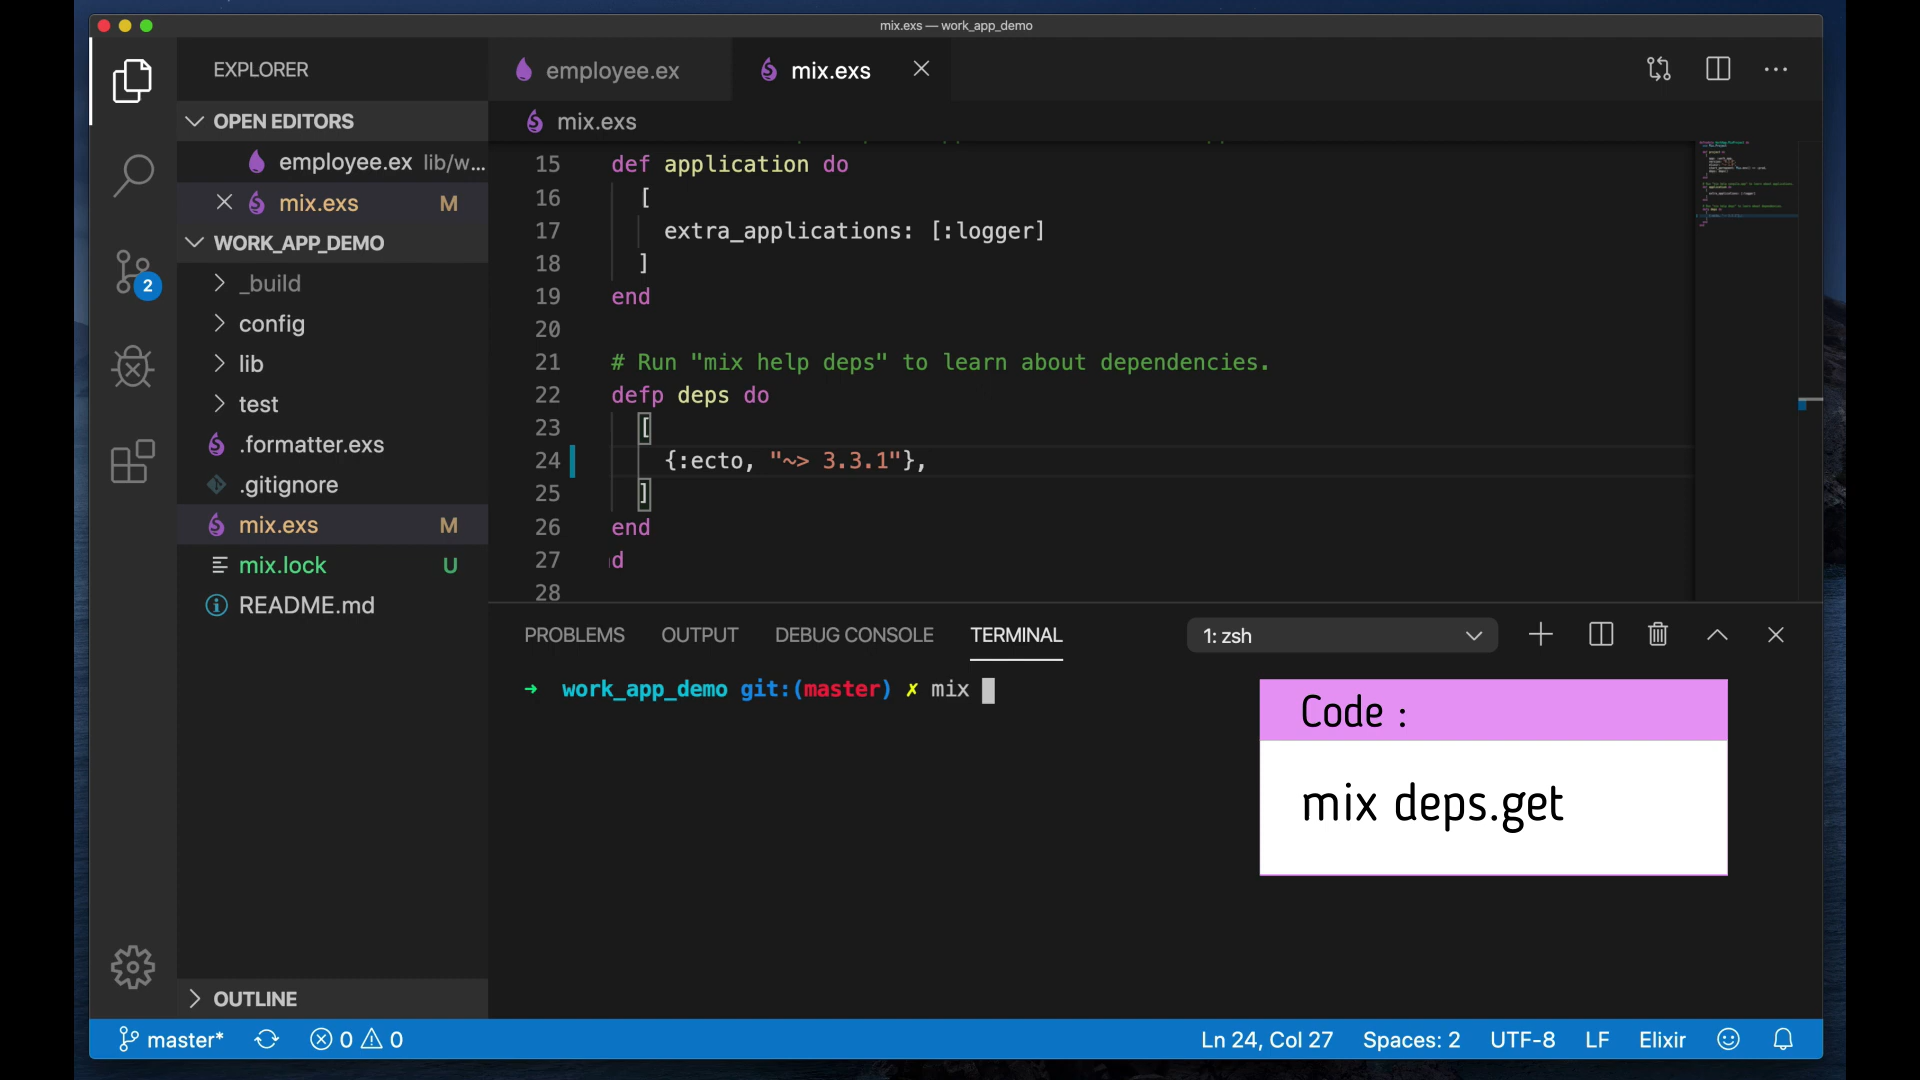 mix.exs — work_app_demo
EXPLORER
employee.ex
mix.exs
OPEN EDITORS
mix.exs
employee.ex lib/w...
mix.exs M
WORK_APP_DEMO
_build
config
lib
test
.formatter.exs
.gitignore
mix.exs M
mix.lock U
README.md
OUTLINE
2
15 def application do
16 [
17 extra_applications: [:logger]
18 ]
19 end
20
21 # Run "mix help deps" to learn about dependencies.
22 defp deps do
23 [
24 {:ecto, "~> 3.3.1"},
25 ]
26 end
27 d
28
PROBLEMS OUTPUT DEBUG CONSOLE TERMINAL 1: zsh
➜ work_app_demo git:(master) ✗ mix
Code :
mix deps.get
master* 0 0 Ln 24, Col 27 Spaces: 2 UTF-8 LF Elixir